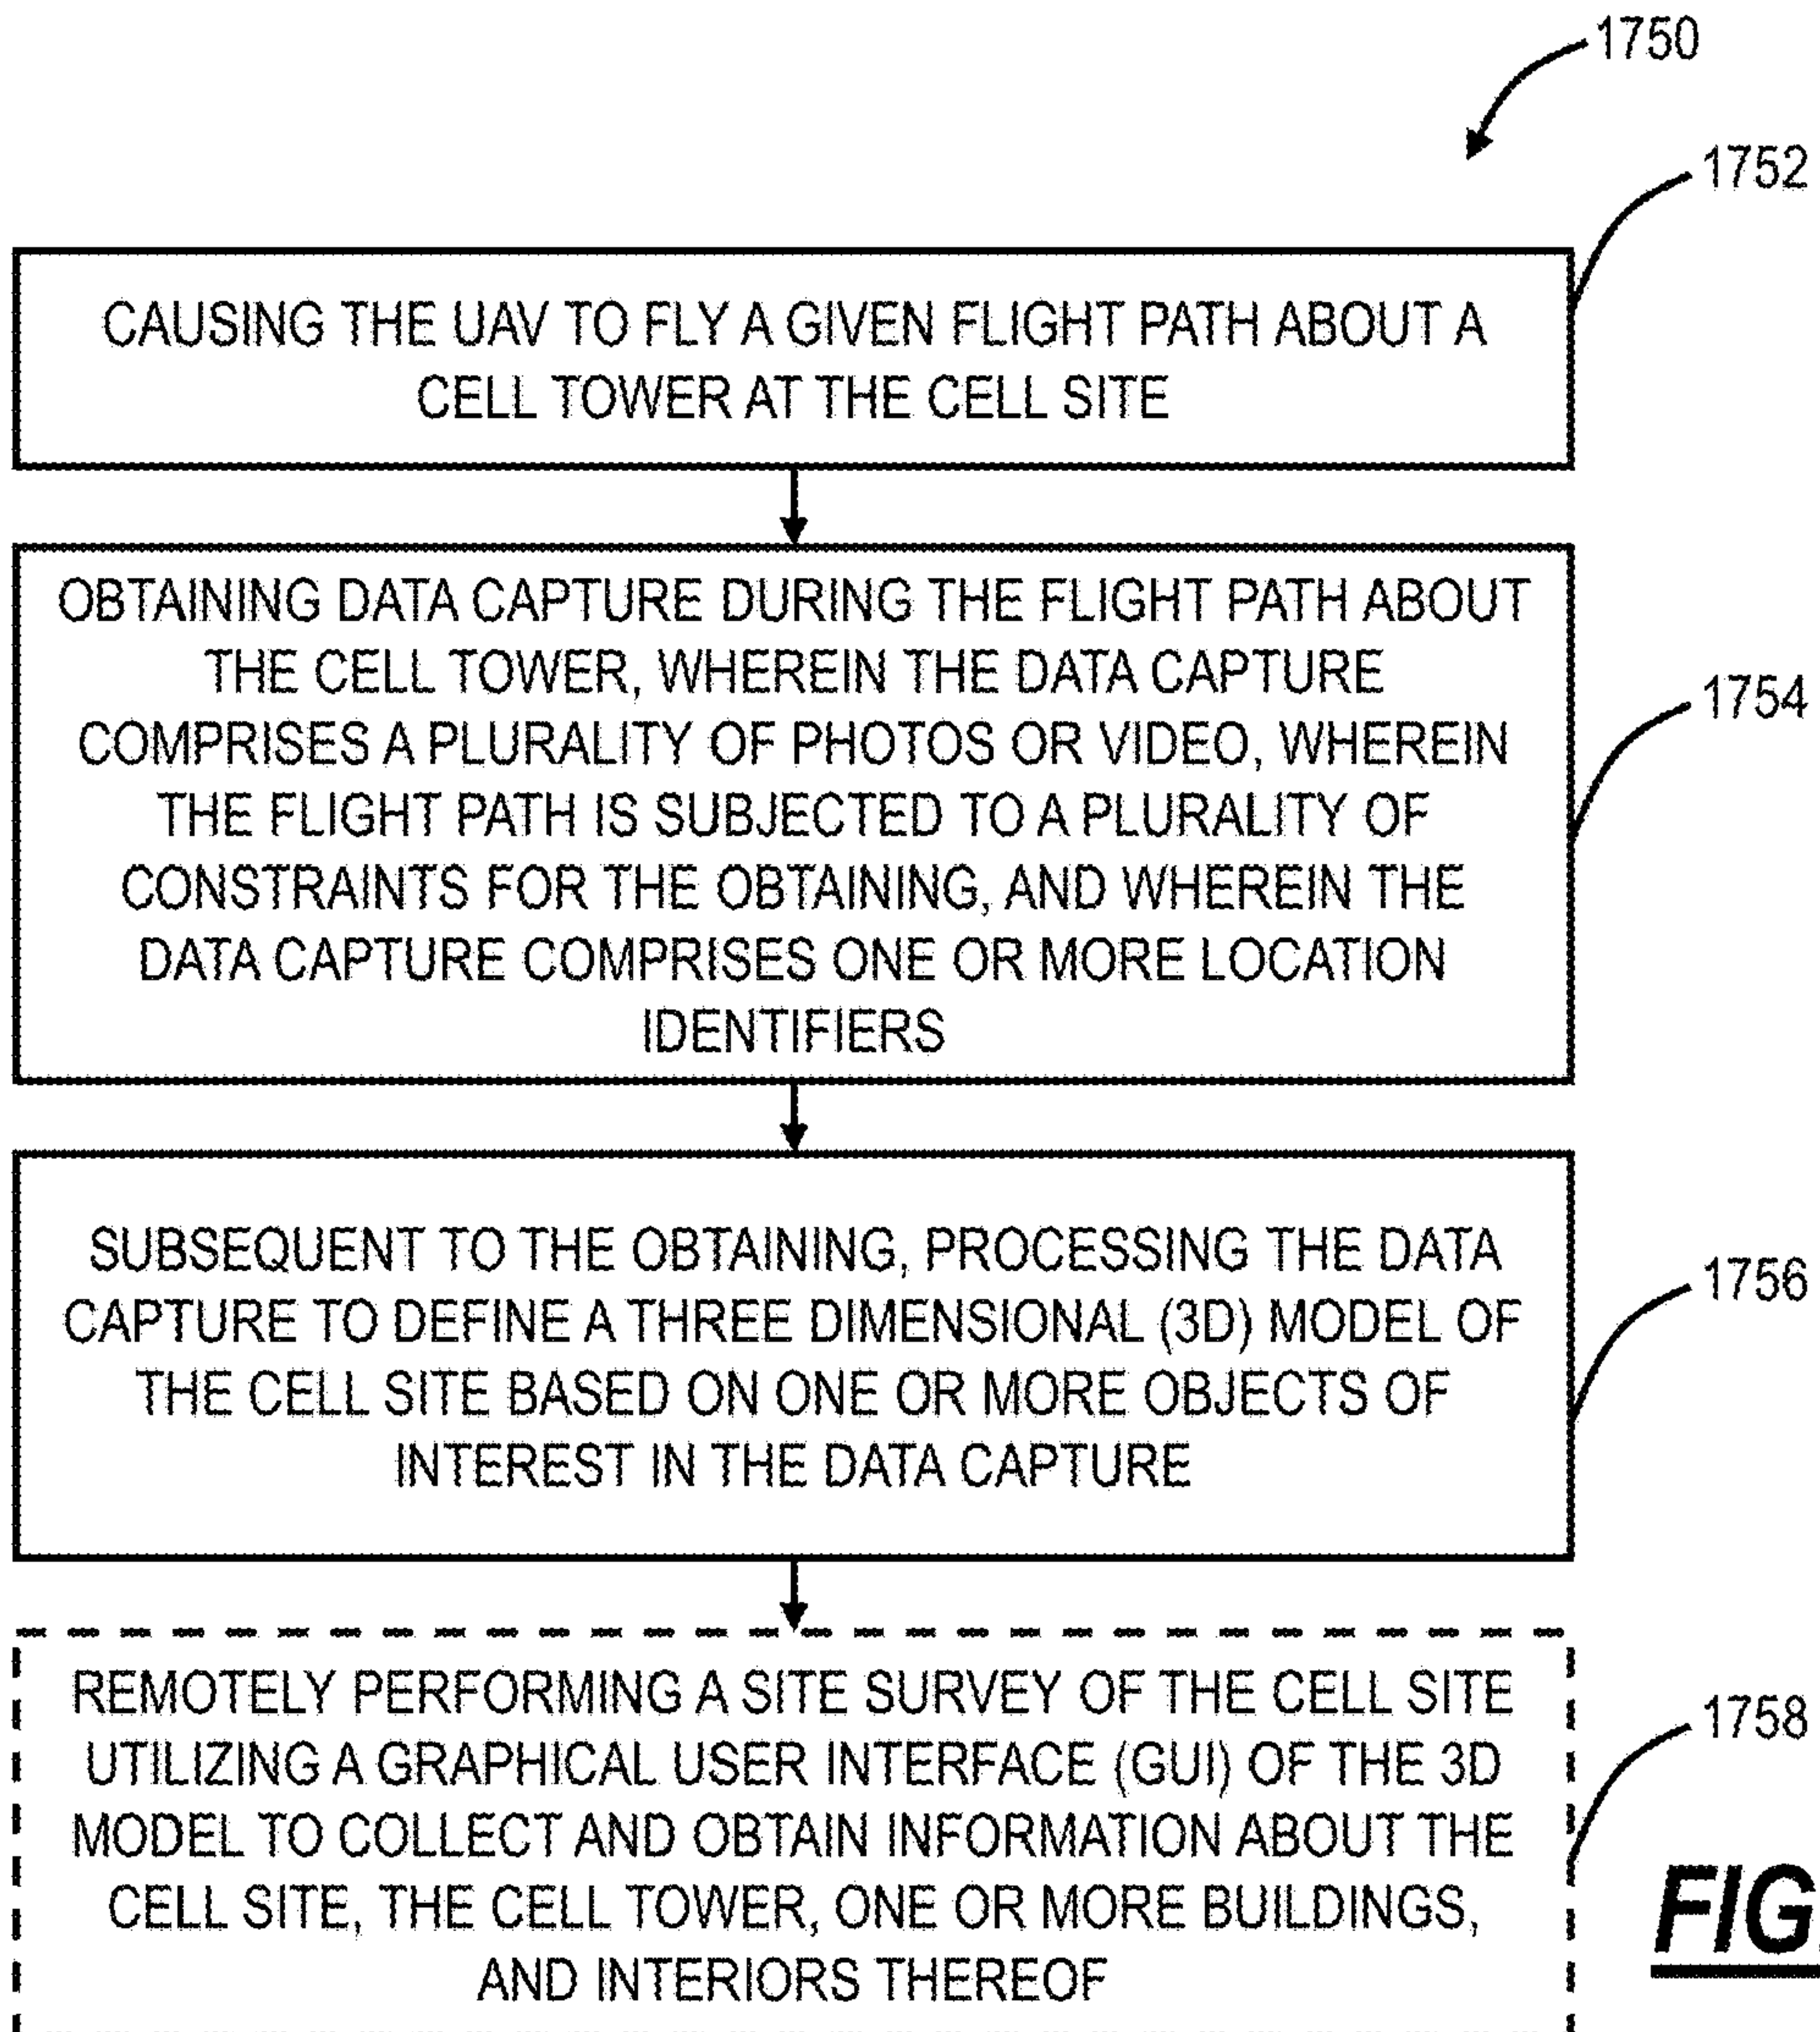 1750
1752
CAUSING THE UAV TO FLY A GIVEN FLIGHT PATH ABOUT A
CELL TOWER AT THE CELL SITE
OBTAINING DATA CAPTURE DURING THE FLIGHT PATH ABOUT
THE CELL TOWER, WHEREIN THE DATA CAPTURE
COMPRISES A PLURALITY OF PHOTOS OR VIDEO, WHEREIN
THE FLIGHT PATH IS SUBJECTED TO A PLURALITY OF
CONSTRAINTS FOR THE OBTAINING, AND WHEREIN THE
DATA CAPTURE COMPRISES ONE OR MORE LOCATION
IDENTIFIERS
1754
SUBSEQUENT TO THE OBTAINING, PROCESSING THE DATA
CAPTURE TO DEFINE A THREE DIMENSIONAL (3D) MODEL OF
THE CELL SITE BASED ON ONE OR MORE OBJECTS OF
INTEREST IN THE DATA CAPTURE
1756
REMOTELY PERFORMING A SITE SURVEY OF THE CELL SITE
UTILIZING A GRAPHICAL USER INTERFACE (GUI) OF THE 3D
MODEL TO COLLECT AND OBTAIN INFORMATION ABOUT THE
CELL SITE, THE CELL TOWER, ONE OR MORE BUILDINGS,
AND INTERIORS THEREOF
1758
FIG.